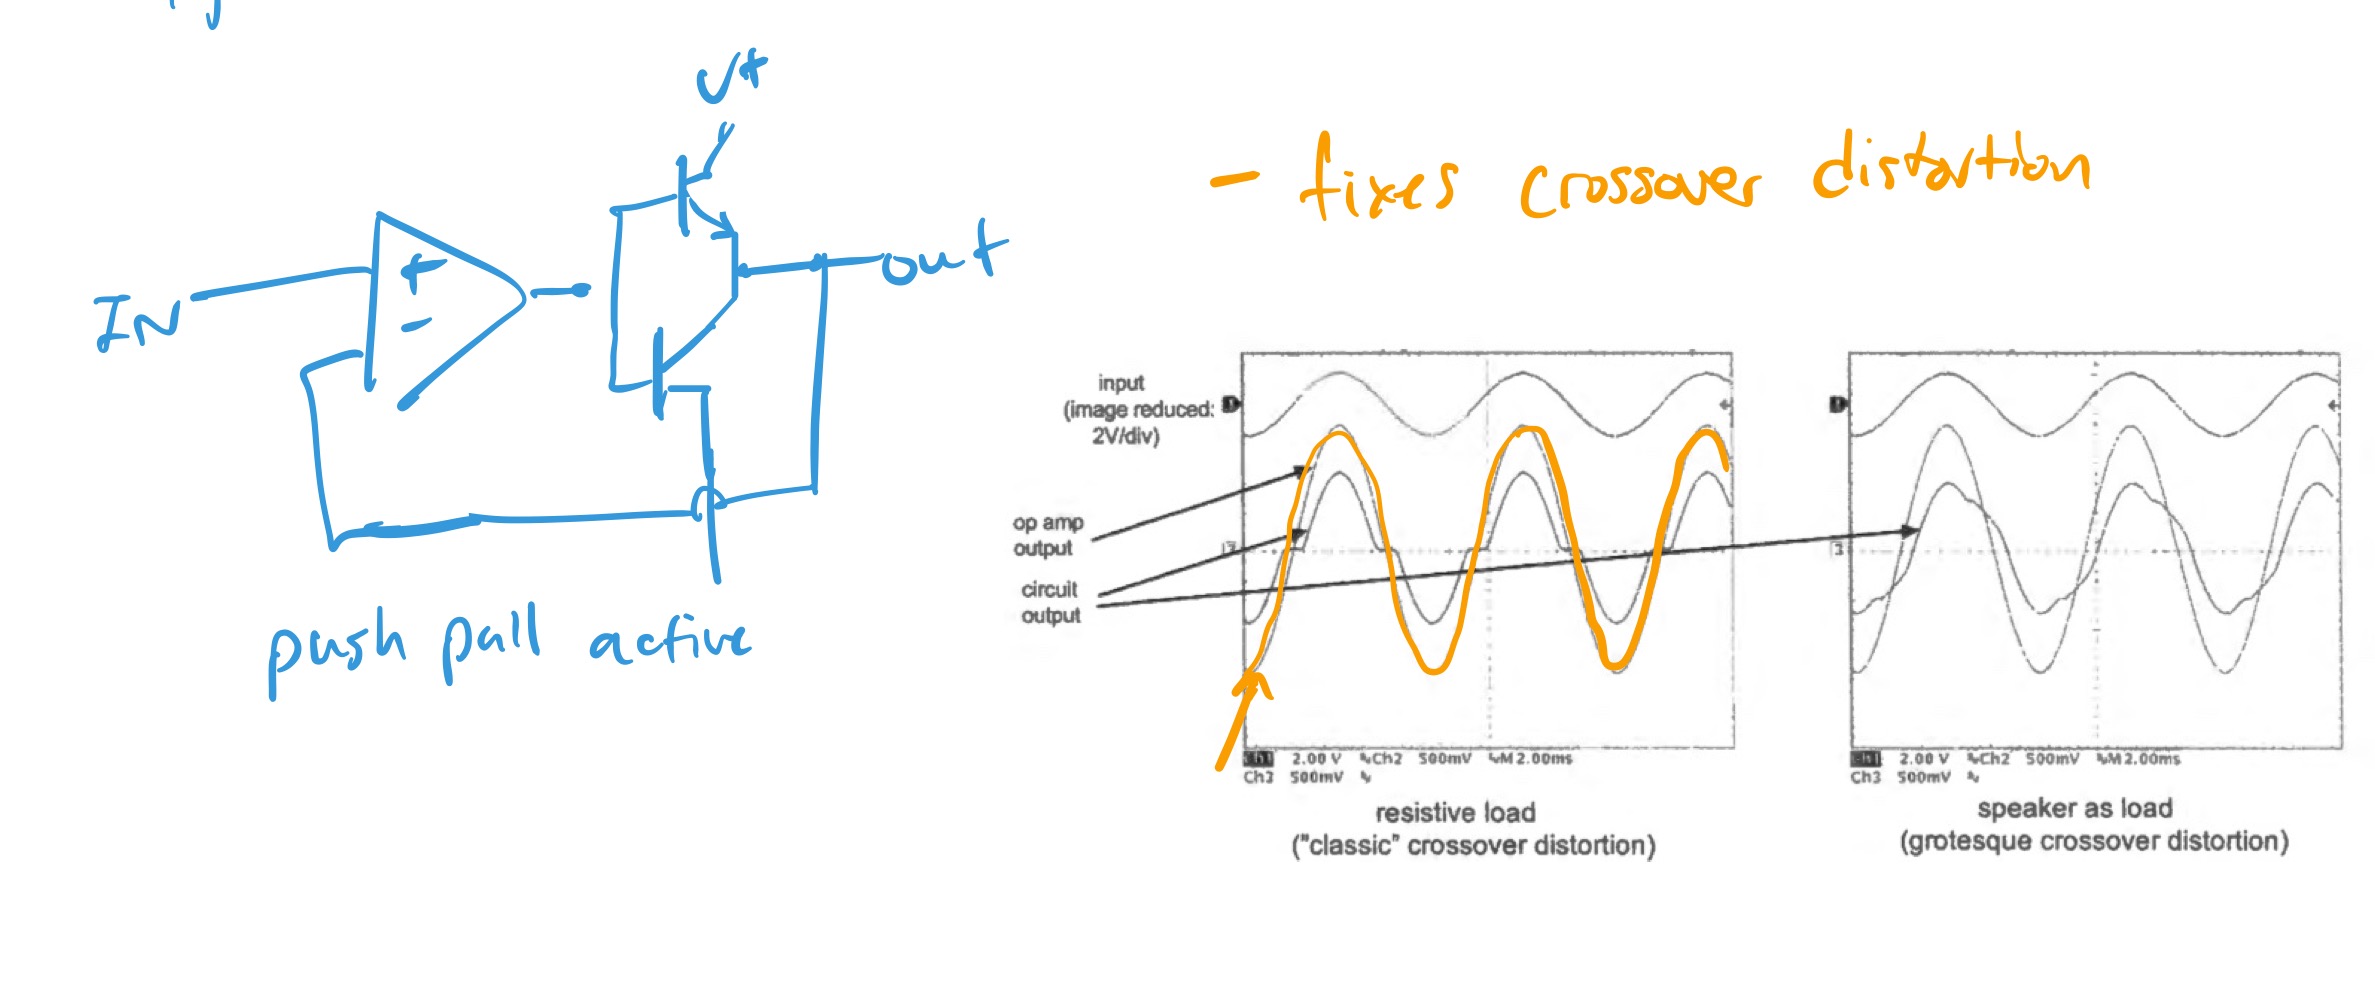 V+
IN
+
-
out
push pull active
- fixes crossover distortion
input
(image reduced:
2V/div)
op amp
output
circuit
output
2.00 V Ch2 500mV M 2.00ms
Ch3 500mV
resistive load
("classic" crossover distortion)
2.00 V Ch2 500mV M 2.00ms
Ch3 500mV
speaker as load
(grotesque crossover distortion)